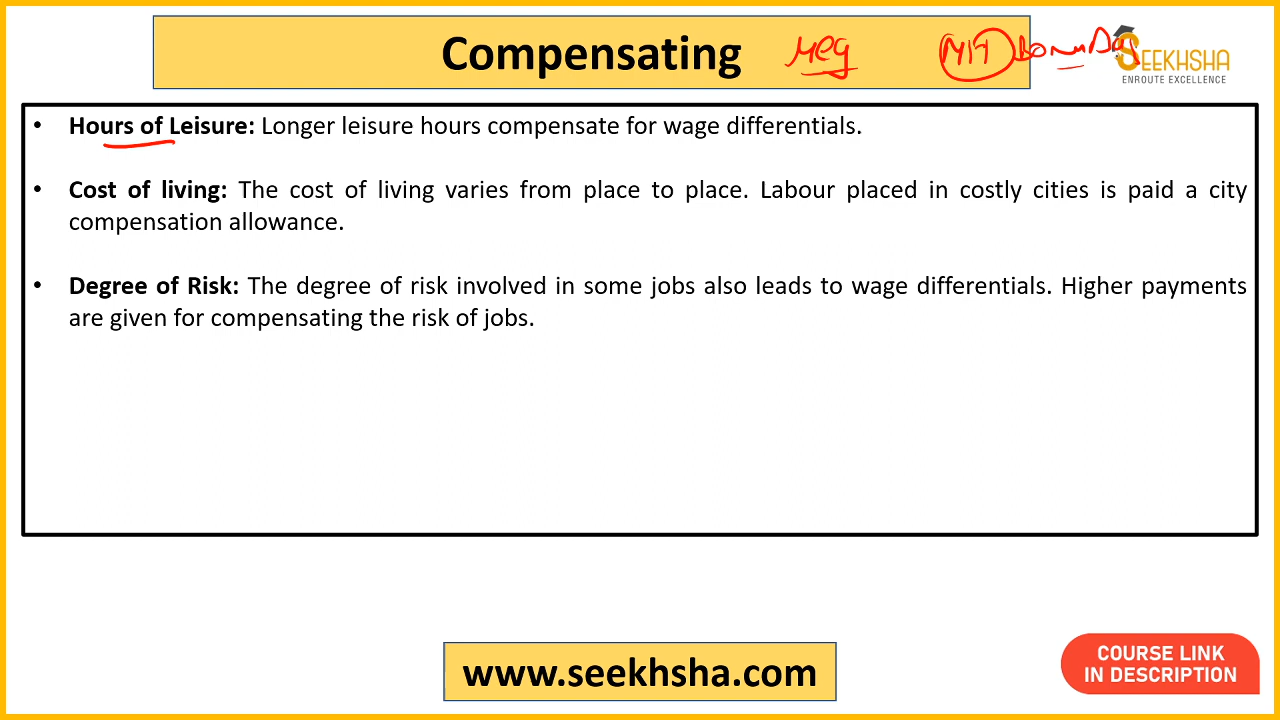 Compensating
SEEKHSHA
ENROUTE EXCELLENCE
• Hours of Leisure: Longer leisure hours compensate for wage differentials.
• Cost of living: The cost of living varies from place to place. Labour placed in costly cities is paid a city
compensation allowance.
• Degree of Risk: The degree of risk involved in some jobs also leads to wage differentials. Higher payments
are given for compensating the risk of jobs.
www.seekhsha.com
COURSE LINK
IN DESCRIPTION